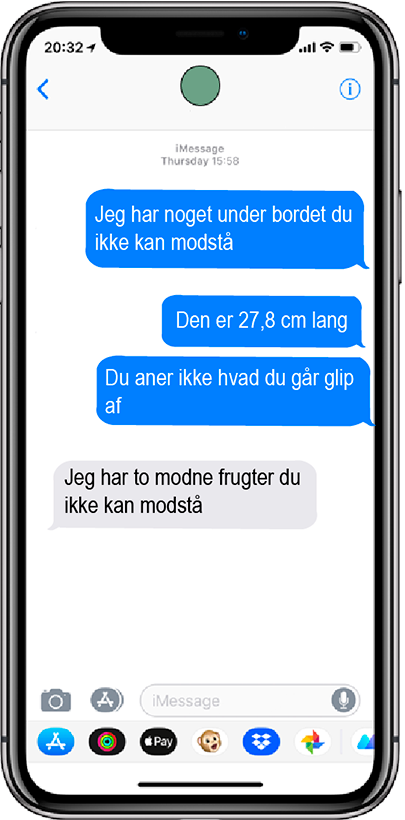 20:32
iMessage
Thursday 15:58
Jeg har noget under bordet du
ikke kan modstå
Den er 27,8 cm lang
Du aner ikke hvad du går glip
af
Jeg har to modne frugter du
ikke kan modstå
iMessage
Pay